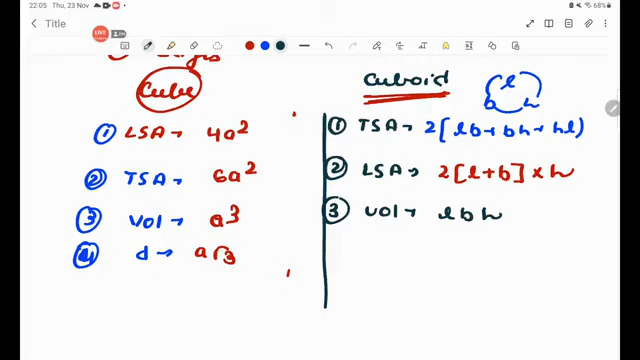 22:05 Thu, 23 Nov
68%
Title
LIVE
Cube
① LSA → 4a²
② TSA → 6a²
③ Vol → a³
④ d → a√3
Cuboid
l
b h
① TSA → 2[lb+bh+hl]
② LSA → 2[l+b]×h
③ Vol → lbh